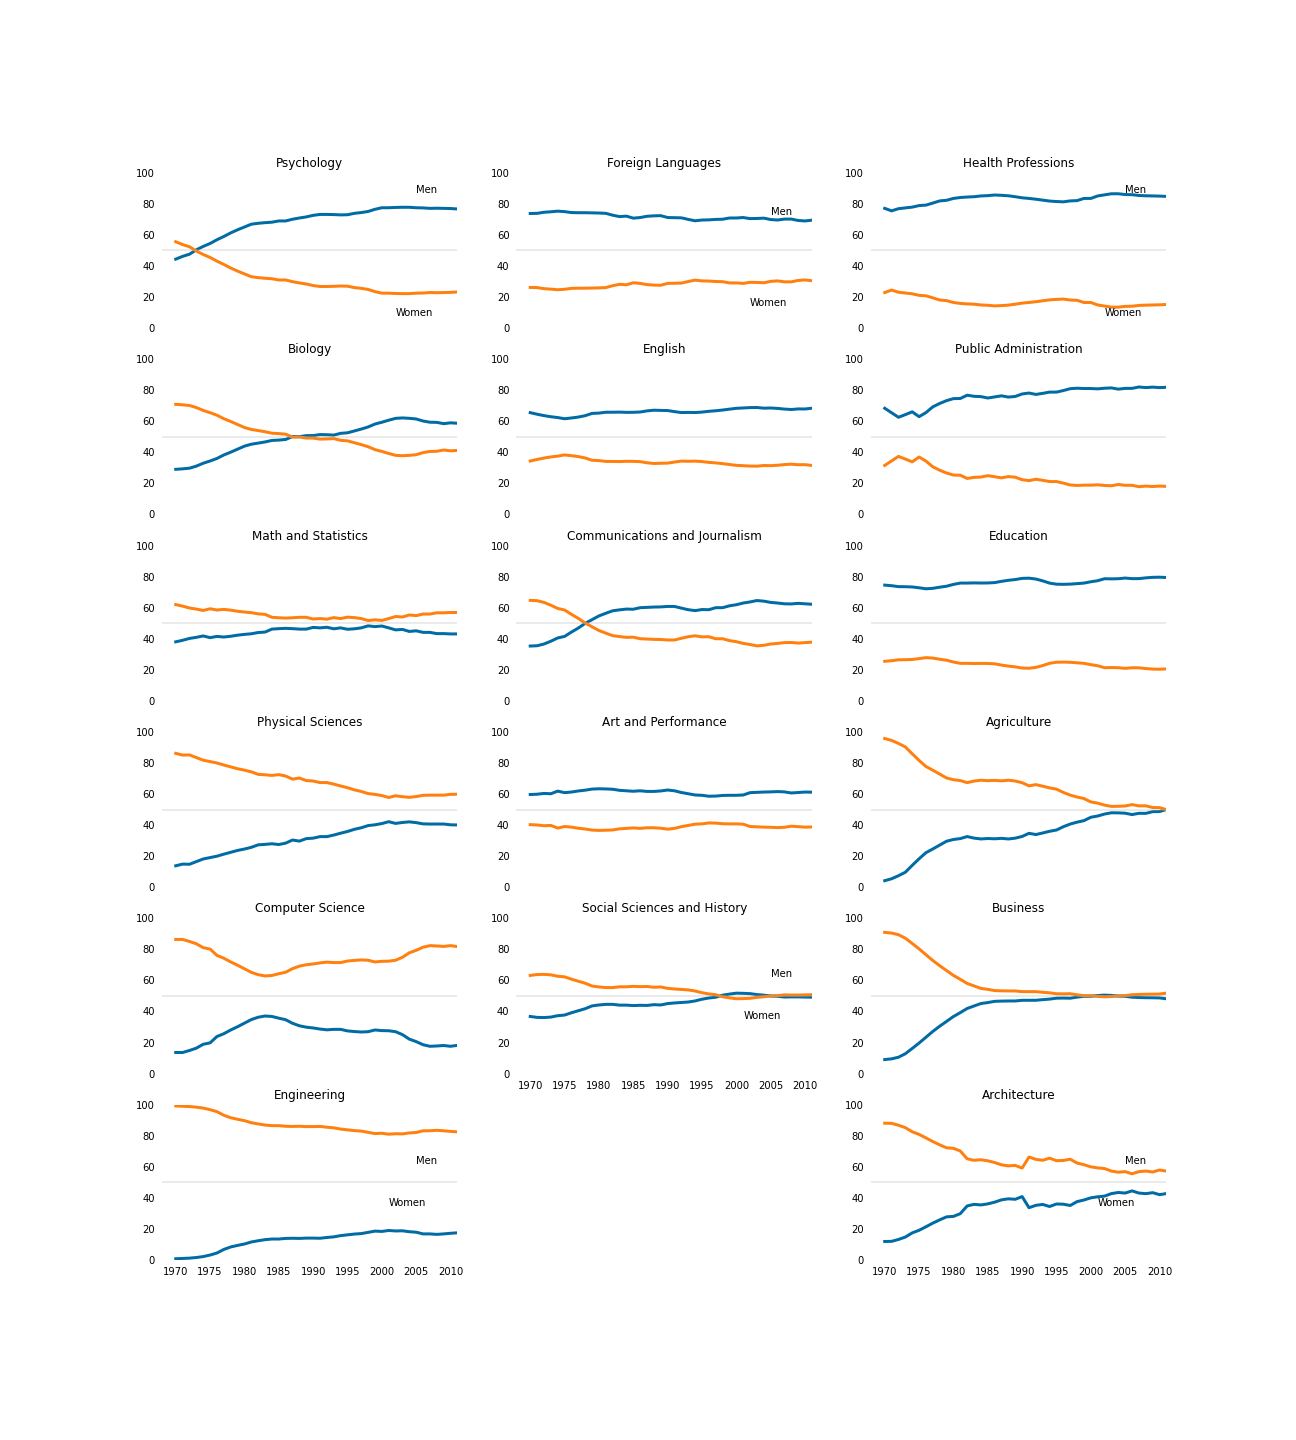 Psychology Foreign Languages Health Professions
100 100 100
Men Men Men
80 80 80
60 60 60
40 40 40
20 20 20
Women Women Women
0 0 0
Biology English Public Administration
100 100 100
80 80 80
60 60 60
40 40 40
20 20 20
0 0 0
Math and Statistics Communications and Journalism Education
100 100 100
80 80 80
60 60 60
40 40 40
20 20 20
0 0 0
Physical Sciences Art and Performance Agriculture
100 100 100
80 80 80
60 60 60
40 40 40
20 20 20
0 0 0
Computer Science Social Sciences and History Business
100 100 100
80 80 80
Men
60 60 60
40 40 40
Women
20 20 20
0 0 0
1970 1975 1980 1985 1990 1995 2000 2005 2010
Engineering Architecture
100 100
80 80
Men Men
60 60
40 40
Women Women
20 20
0 0
1970 1975 1980 1985 1990 1995 2000 2005 2010 1970 1975 1980 1985 1990 1995 2000 2005 2010